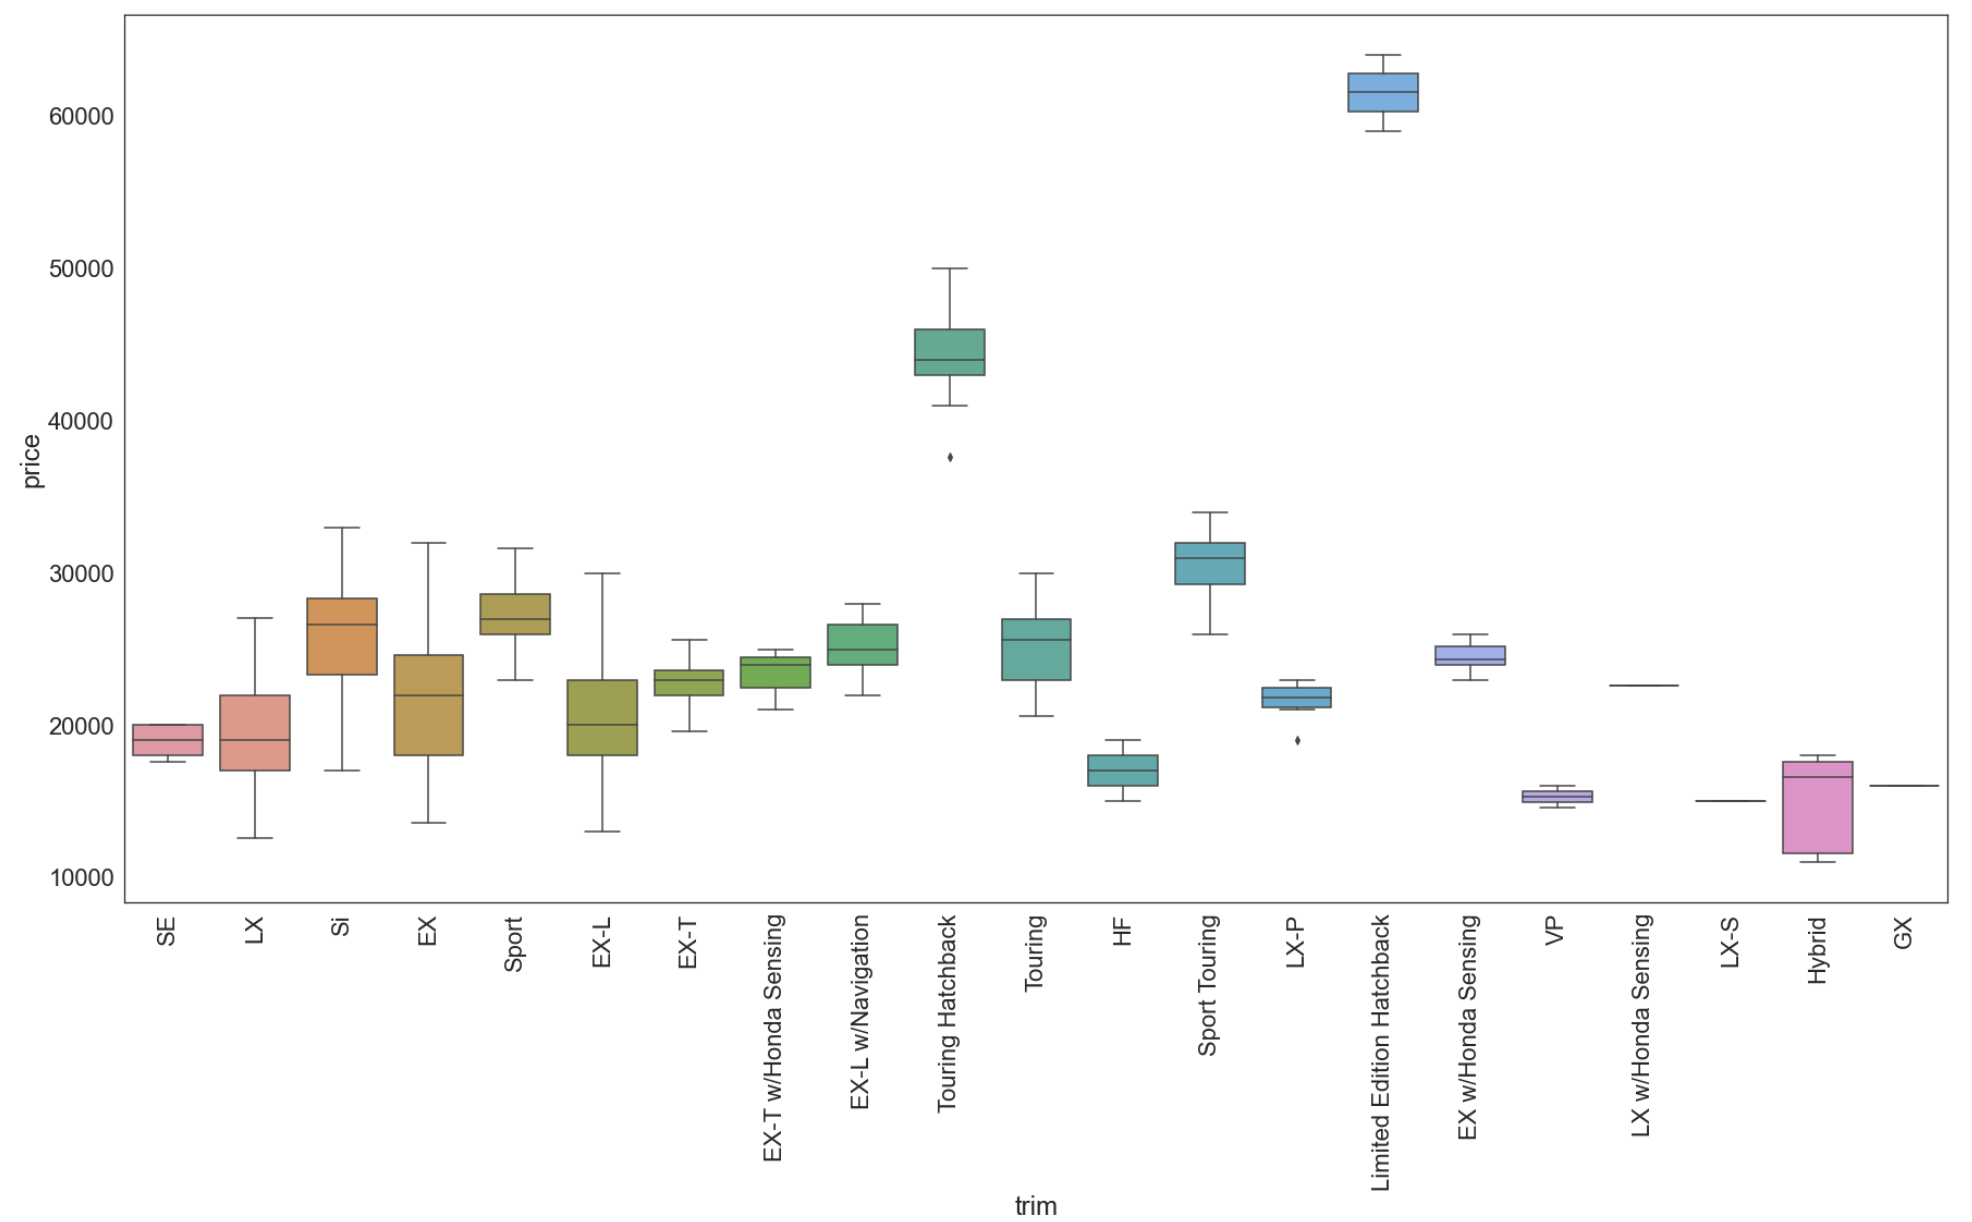 60000
50000
40000
30000
20000
10000
price
SE
LX
Si
EX
Sport
EX-L
EX-T
EX-T w/Honda Sensing
EX-L w/Navigation
Touring Hatchback
Touring
HF
Sport Touring
LX-P
Limited Edition Hatchback
EX w/Honda Sensing
VP
LX w/Honda Sensing
LX-S
Hybrid
GX
trim